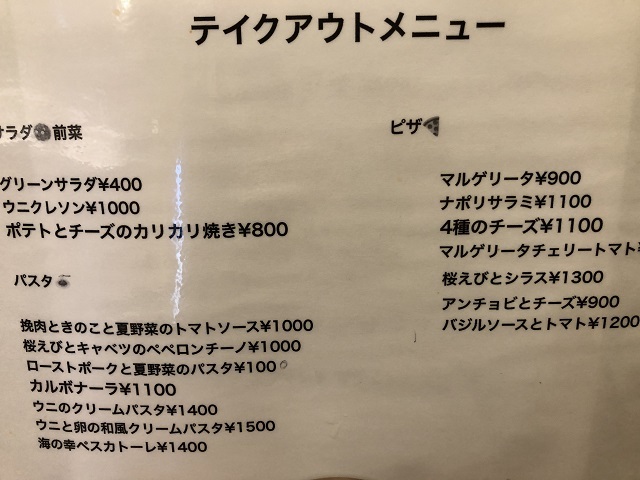 テイクアウトメニュー
サラダ 前菜
グリーンサラダ¥400
ウニクレソン¥1000
ポテトとチーズのカリカリ焼き¥800
パスタ
挽肉ときのこと夏野菜のトマトソース¥1000
桜えびとキャベツのペペロンチーノ¥1000
ローストポークと夏野菜のパスタ¥100
カルボナーラ¥1100
ウニのクリームパスタ¥1400
ウニと卵の和風クリームパスタ¥1500
海の幸ペスカトーレ¥1400
ピザ
マルゲリータ¥900
ナポリサラミ¥1100
4種のチーズ¥1100
マルゲリータチェリートマト
桜えびとシラス¥1300
アンチョビとチーズ¥900
バジルソースとトマト¥1200